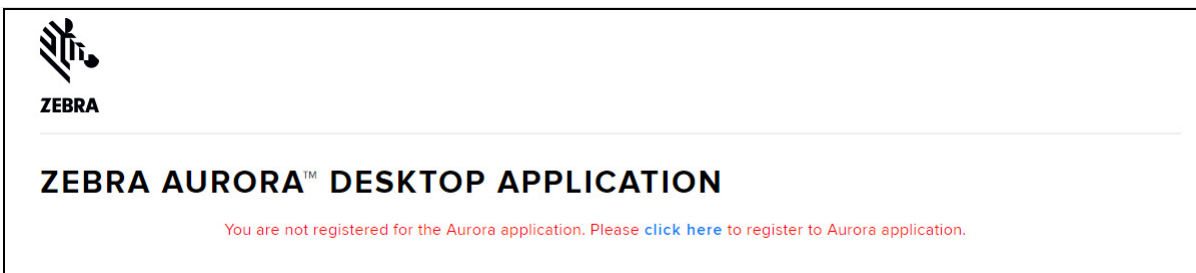 ZEBRA
ZEBRA AURORA™ DESKTOP APPLICATION
You are not registered for the Aurora application. Please click here to register to Aurora application.